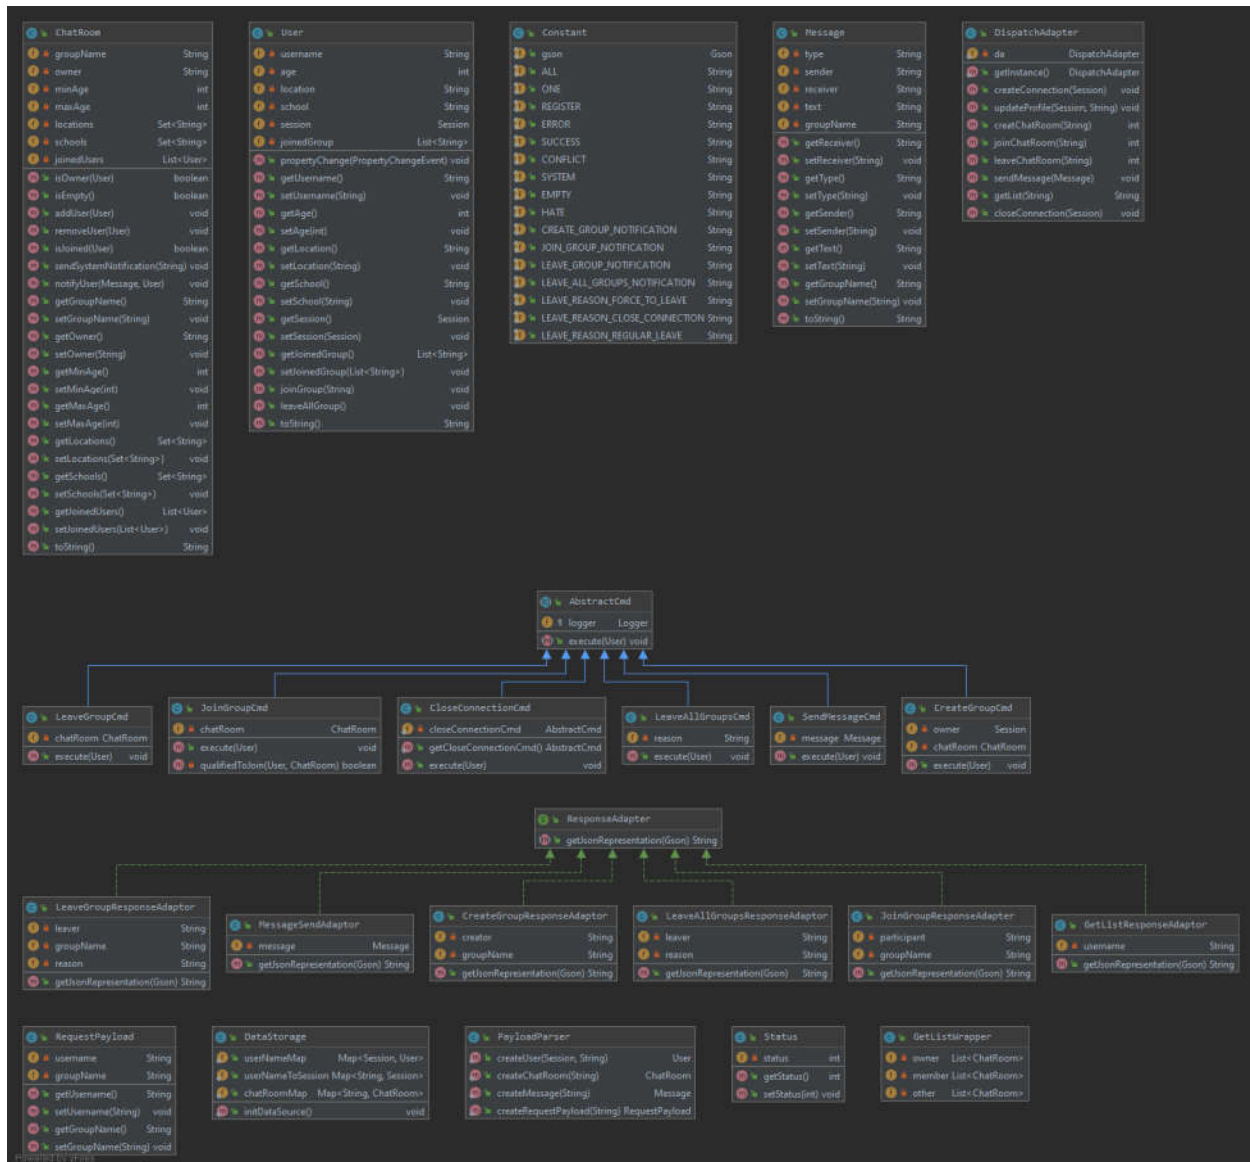 ChatRoom
groupName String
owner String
minAge int
maxAge int
locations Set<String>
schools Set<String>
joinedUsers List<User>
isOwner(User) boolean
isEmpty() boolean
addUser(User) void
removeUser(User) void
isJoined(User) boolean
sendSystemNotification(String) void
notifyUser(Message, User) void
getGroupName() String
setGroupName(String) void
getOwner() String
setOwner(String) void
getMinAge() int
setMinAge(int) void
getMaxAge() int
setMaxAge(int) void
getLocations() Set<String>
setLocations(Set<String>) void
getSchools() Set<String>
setSchools(Set<String>) void
getJoinedUsers() List<User>
setJoinedUsers(List<User>) void
toString() String
User
username String
age int
location String
school String
session Session
joinedGroup List<String>
propertyChange(PropertyChangeEvent) void
getUsername() String
setUsername(String) void
getAge() int
setAge(int) void
getLocation() String
setLocation(String) void
getSchool() String
setSchool(String) void
getSession() Session
setSession(Session) void
getJoinedGroup() List<String>
setJoinedGroup(List<String>) void
joinGroup(String) void
leaveAllGroup() void
toString() String
Constant
gson Gson
ALL String
ONE String
REGISTER String
ERROR String
SUCCESS String
CONFLICT String
SYSTEM String
EMPTY String
HATE String
CREATE_GROUP_NOTIFICATION String
JOIN_GROUP_NOTIFICATION String
LEAVE_GROUP_NOTIFICATION String
LEAVE_ALL_GROUPS_NOTIFICATION String
LEAVE_REASON_FORCE_TO_LEAVE String
LEAVE_REASON_CLOSE_CONNECTION String
LEAVE_REASON_REGULAR_LEAVE String
Message
type String
sender String
receiver String
text String
groupName String
getReceiver() String
setReceiver(String) void
getType() String
setType(String) void
getSender() String
setSender(String) void
getText() String
setText(String) void
getGroupName() String
setGroupName(String) void
toString() String
DispatchAdapter
da DispatchAdapter
getInstance() DispatchAdapter
createConnection(Session) void
updateProfile(Session, String) void
creatChatRoom(String) int
joinChatRoom(String) int
leaveChatRoom(String) int
sendMessage(Message) void
getList(String) String
closeConnection(Session) void
AbstractCmd
logger Logger
execute(User) void
LeaveGroupCmd
chatRoom ChatRoom
execute(User) void
JoinGroupCmd
chatRoom ChatRoom
execute(User) void
qualifiedToJoin(User, ChatRoom) boolean
CloseConnectionCmd
closeConnectionCmd AbstractCmd
getCloseConnectionCmd() AbstractCmd
execute(User) void
LeaveAllGroupsCmd
reason String
execute(User) void
SendMessageCmd
message Message
execute(User) void
CreateGroupCmd
owner Session
chatRoom ChatRoom
execute(User) void
ResponseAdapter
getJsonRepresentation(Gson) String
LeaveGroupResponseAdaptor
leaver String
groupName String
reason String
getJsonRepresentation(Gson) String
MessageSendAdaptor
message Message
getJsonRepresentation(Gson) String
CreateGroupResponseAdaptor
creator String
groupName String
getJsonRepresentation(Gson) String
LeaveAllGroupsResponseAdaptor
leaver String
reason String
getJsonRepresentation(Gson) String
JoinGroupResponseAdapter
participant String
groupName String
getJsonRepresentation(Gson) String
GetListResponseAdapter
username String
getJsonRepresentation(Gson) String
RequestPayload
username String
groupName String
getUsername() String
setUsername(String) void
getGroupName() String
setGroupName(String) void
DataStorage
userNameMap Map<Session, User>
userNameToSession Map<String, Session>
chatRoomMap Map<String, ChatRoom>
initDataSource() void
PayloadParser
createUser(Session, String) User
createChatRoom(String) ChatRoom
createMessage(String) Message
createRequestPayload(String) RequestPayload
Status
status int
getStatus() int
setStatus(int) void
GetListWrapper
owner List<ChatRoom>
member List<ChatRoom>
other List<ChatRoom>
Powered by yFiles